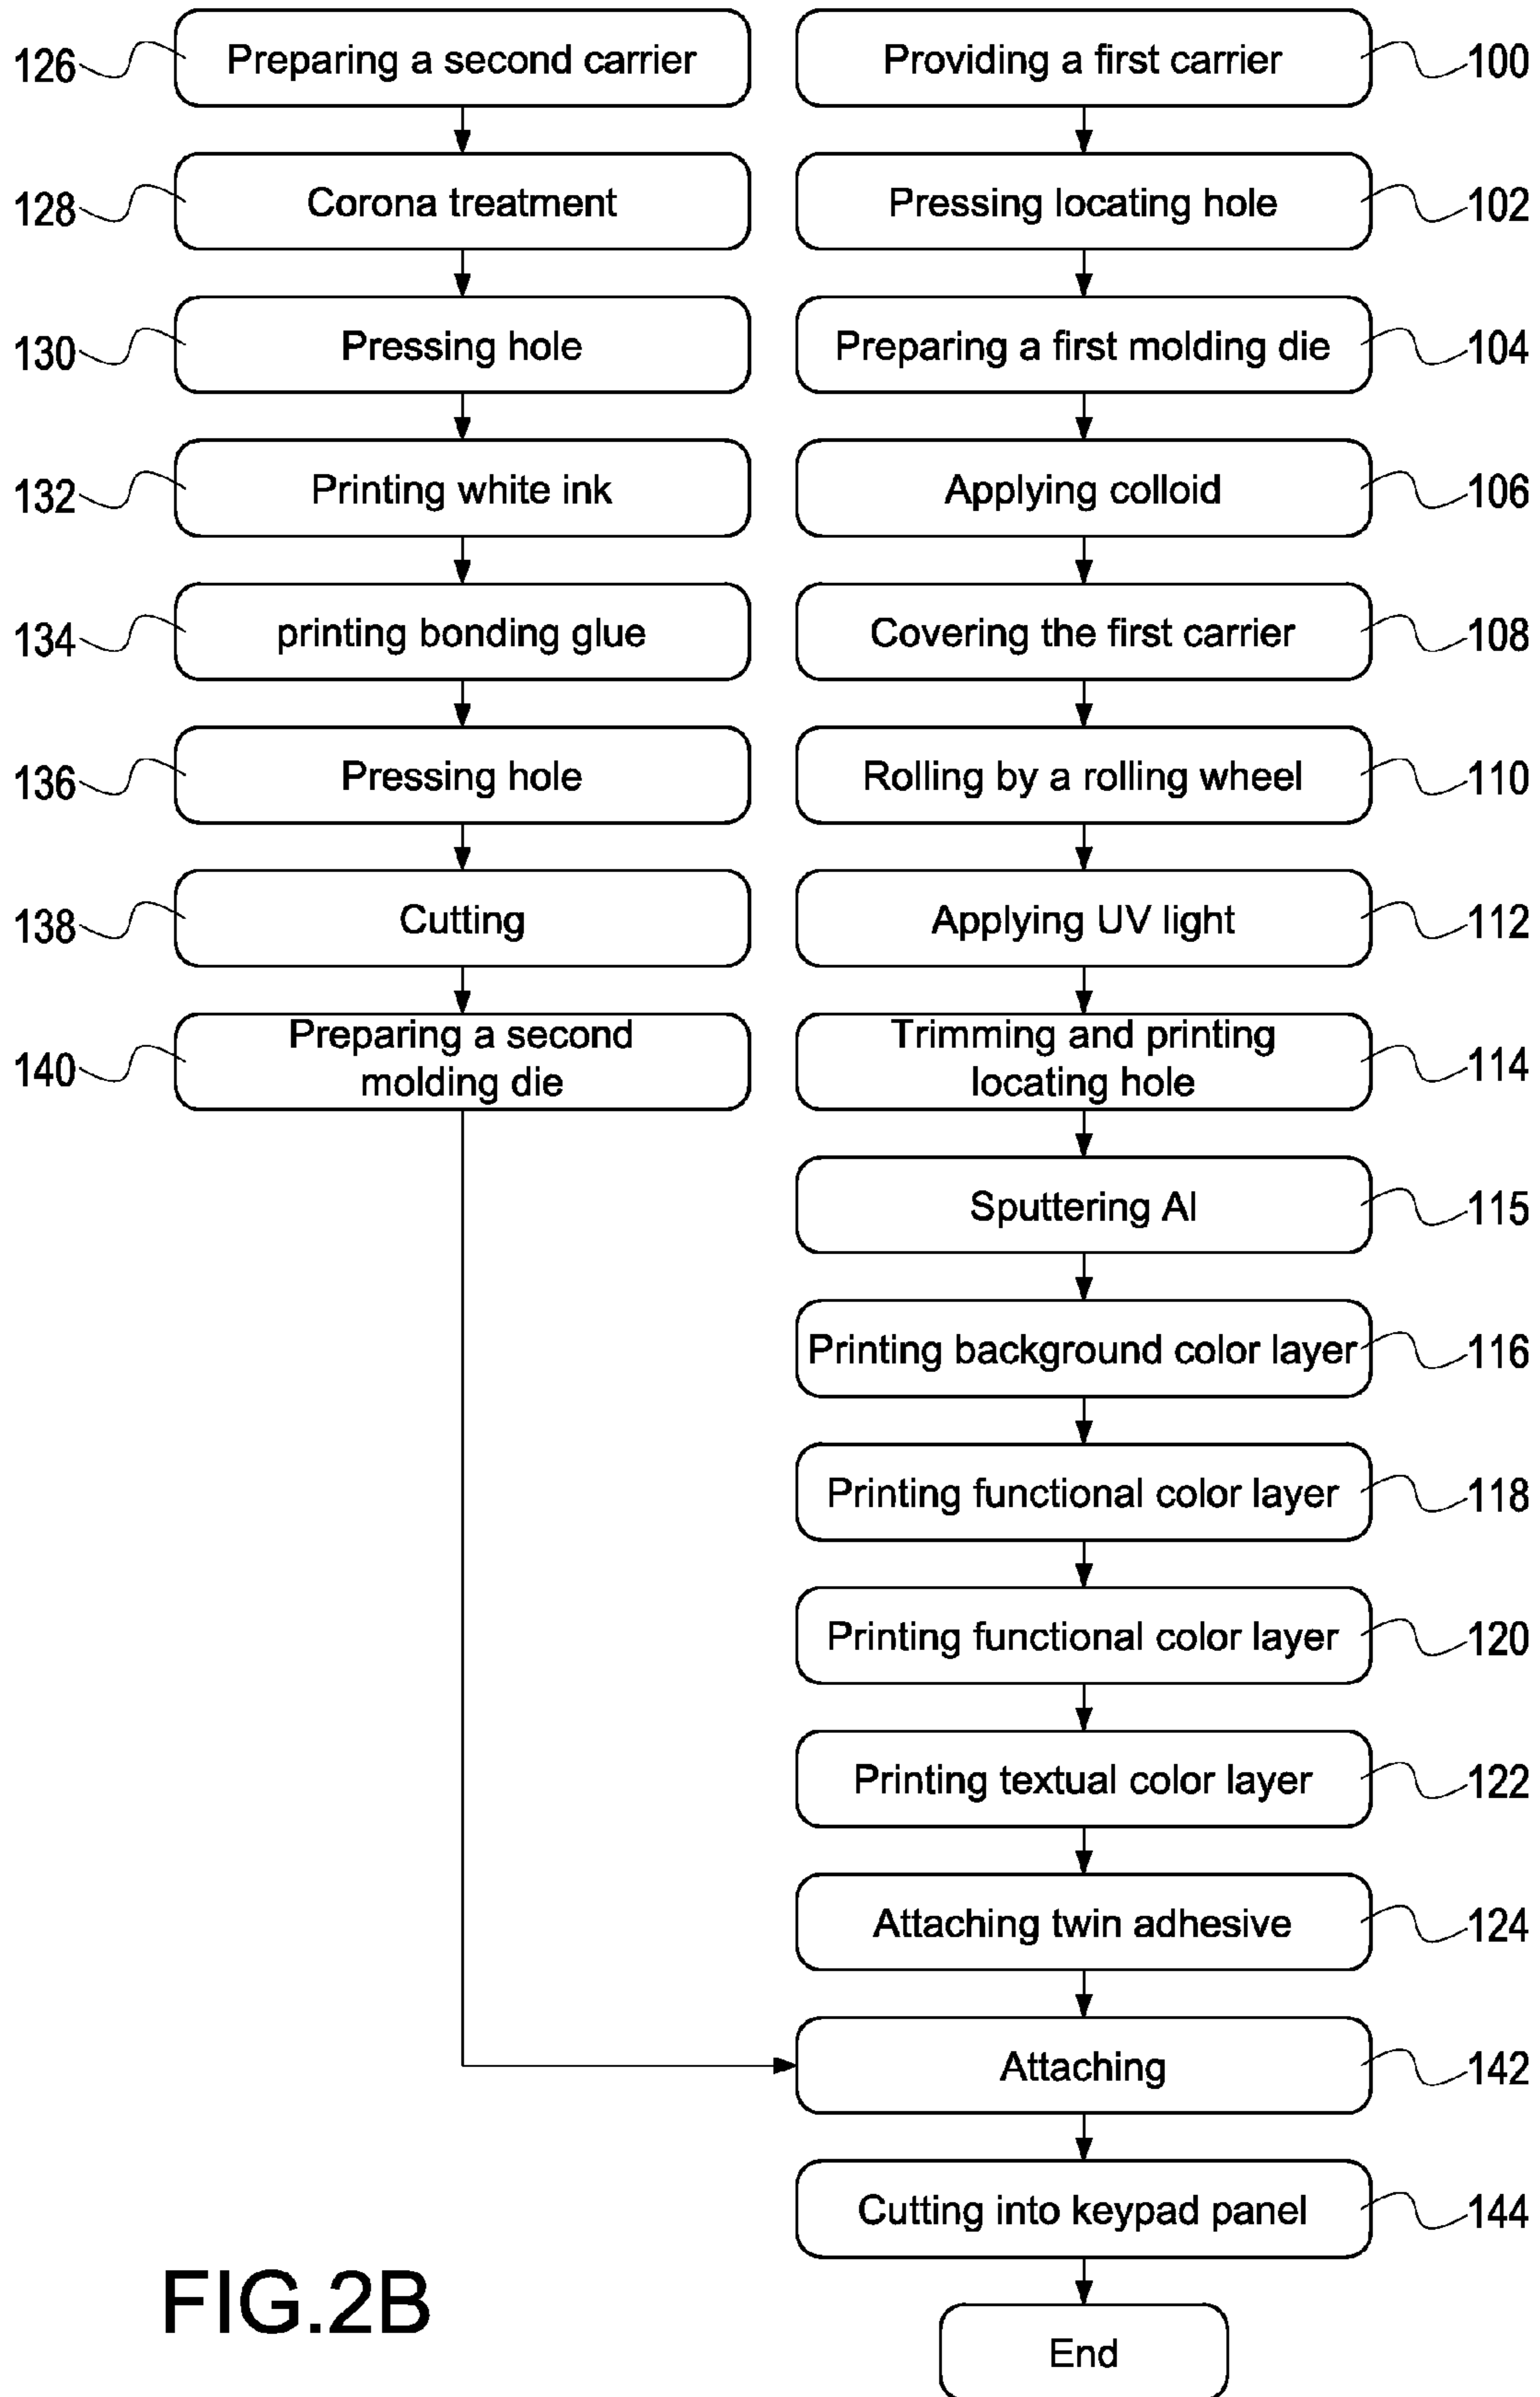 126
Preparing a second carrier
Providing a first carrier
100
128
Corona treatment
Pressing locating hole
102
130
Pressing hole
Preparing a first molding die
104
132
Printing white ink
Applying colloid
106
134
printing bonding glue
Covering the first carrier
108
136
Pressing hole
Rolling by a rolling wheel
110
138
Cutting
Applying UV light
112
140
Preparing a second
molding die
Trimming and printing
locating hole
114
Sputtering Al
115
Printing background color layer
116
Printing functional color layer
118
Printing functional color layer
120
Printing textual color layer
122
Attaching twin adhesive
124
Attaching
142
Cutting into keypad panel
144
FIG.2B
End